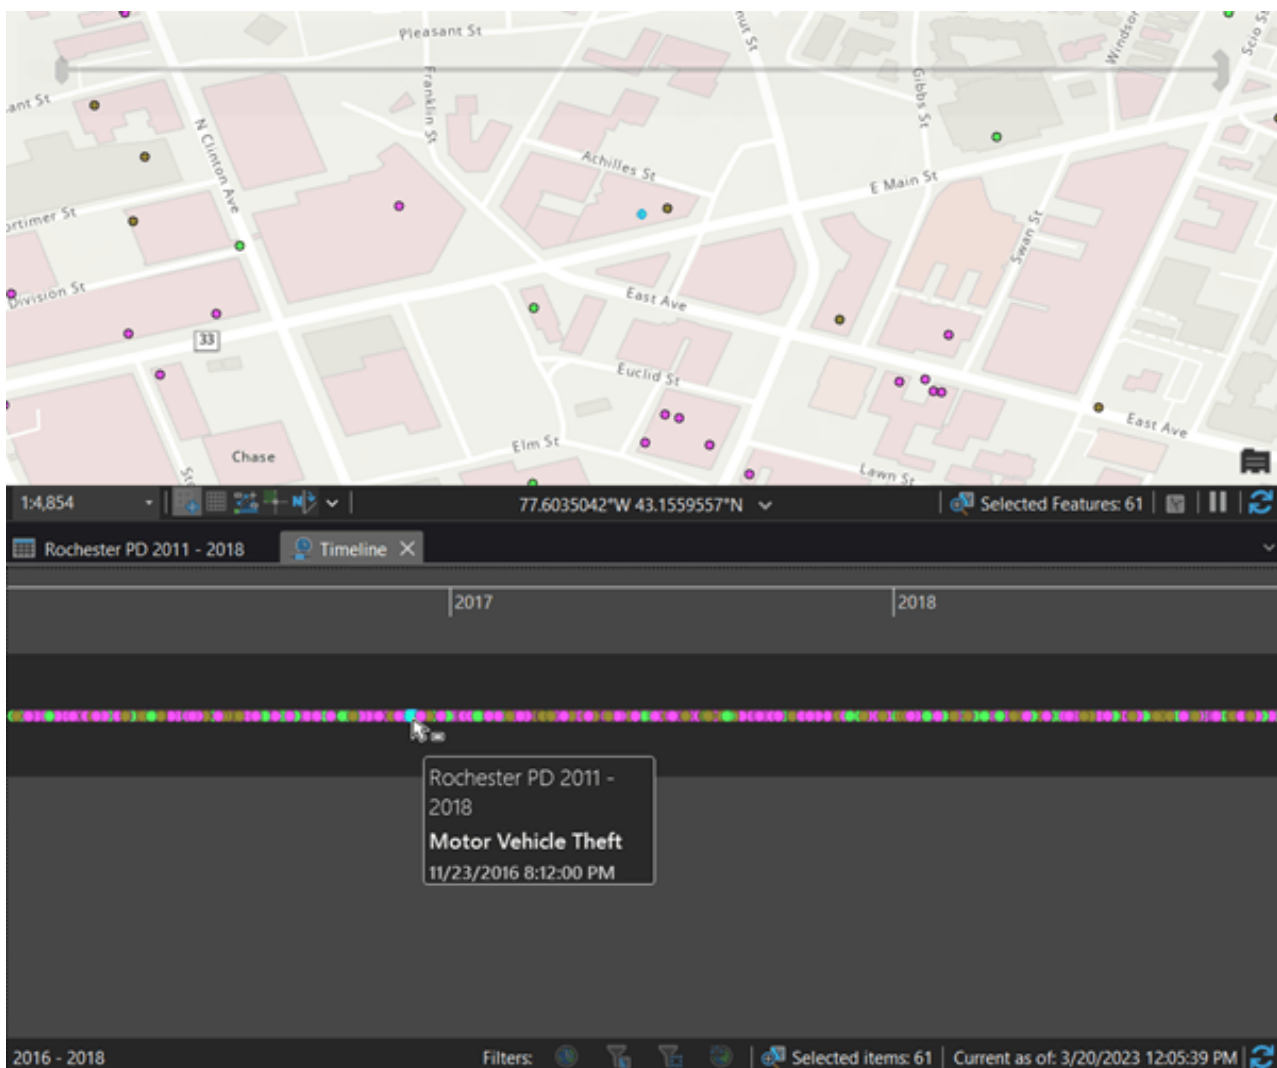 Pleasant St
nut St
Windsor
Scio St
Franklin St
Gibbs St
ant St
N Clinton Ave
Achilles St
E Main St
ortimer St
Swan St
Division St
East Ave
33
Euclid St
East Ave
Elm St
Chase
Lawn St
1:4,854
77.6035042°W 43.1559557°N
Selected Features: 61
Rochester PD 2011 - 2018
Timeline
2017
2018
Rochester PD 2011 -
2018
Motor Vehicle Theft
11/23/2016 8:12:00 PM
2016 - 2018
Filters:
Selected items: 61
Current as of: 3/20/2023 12:05:39 PM